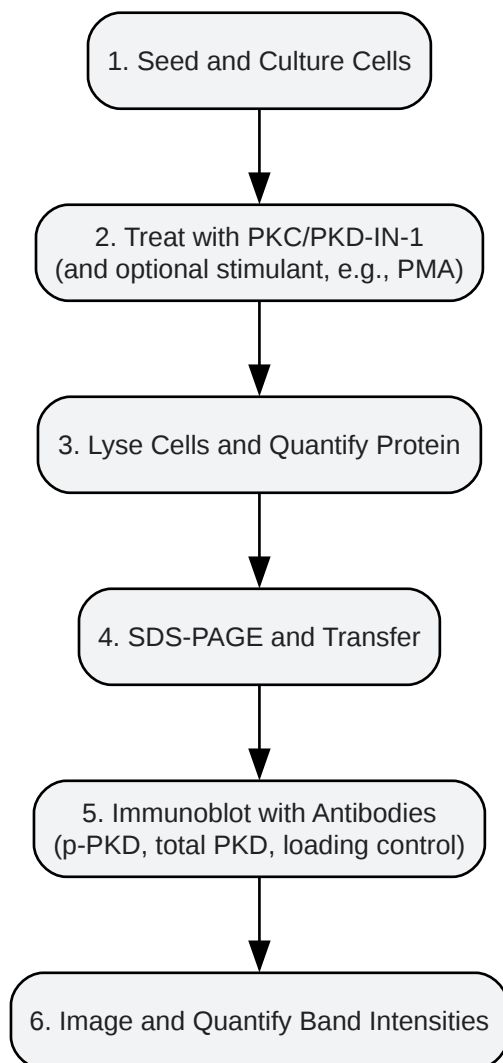 1. Seed and Culture Cells
2. Treat with PKC/PKD-IN-1
(and optional stimulant, e.g., PMA)
3. Lyse Cells and Quantify Protein
4. SDS-PAGE and Transfer
5. Immunoblot with Antibodies
(p-PKD, total PKD, loading control)
6. Image and Quantify Band Intensities